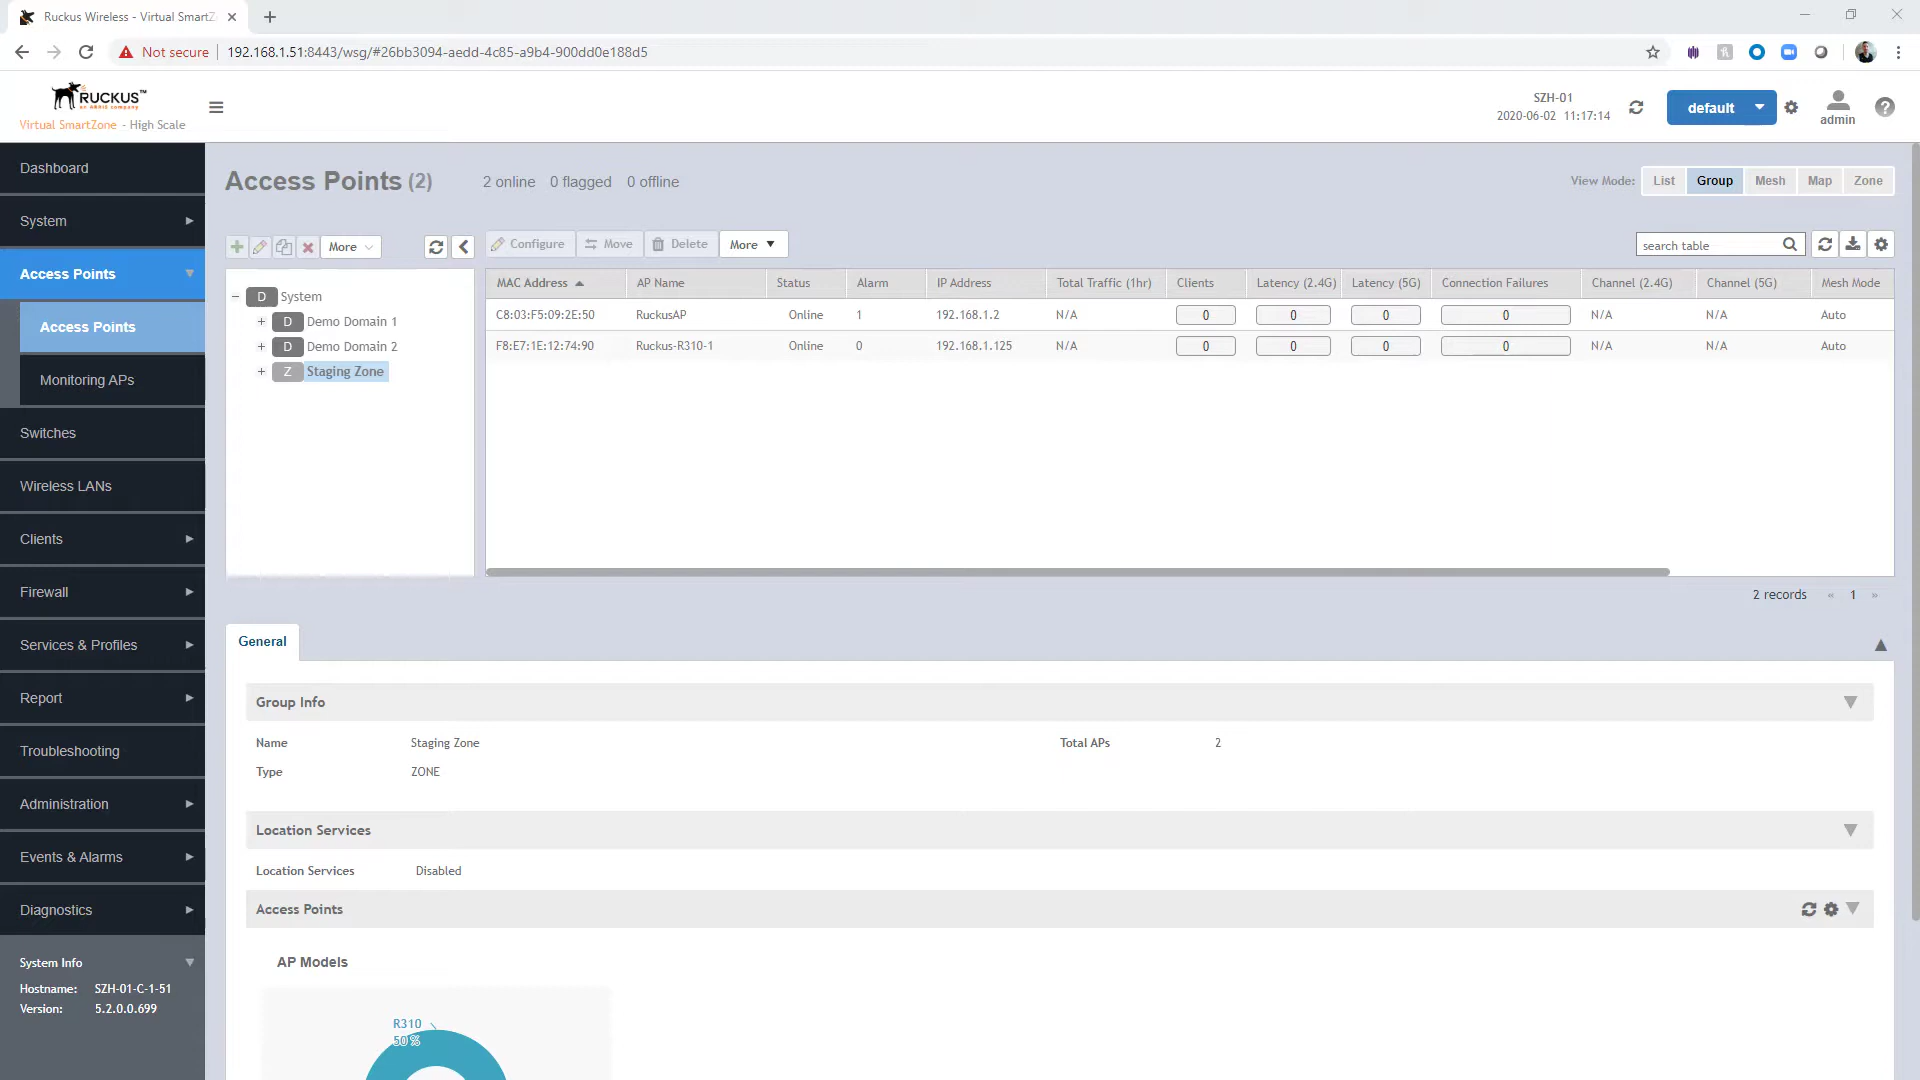 Ruckus Wireless - Virtual SmartZ
Not secure 192.168.1.51:8443/wsg/#26bb3094-aedd-4c85-a9b4-900dd0e188d5
RUCKUS™
Virtual SmartZone - High Scale
SZH-01
2020-06-02 11:17:14
default
admin
Dashboard
System
Access Points
Access Points
Monitoring APs
Switches
Wireless LANs
Clients
Firewall
Services & Profiles
Report
Troubleshooting
Administration
Events & Alarms
Diagnostics
System Info
Hostname: SZH-01-C-1-51
Version: 5.2.0.0.699
Access Points (2) 2 online 0 flagged 0 offline
View Mode: List Group Mesh Map Zone
More
D System
D Demo Domain 1
D Demo Domain 2
Z Staging Zone
Configure Move Delete More
search table
MAC Address AP Name Status Alarm IP Address Total Traffic (1hr) Clients Latency (2.4G) Latency (5G) Connection Failures Channel (2.4G) Channel (5G) Mesh Mode
C8:03:F5:09:2E:50 RuckusAP Online 1 192.168.1.2 N/A 0 0 0 0 N/A N/A Auto
F8:E7:1E:12:74:90 Ruckus-R310-1 Online 0 192.168.1.125 N/A 0 0 0 0 N/A N/A Auto
2 records « 1 »
General
Group Info
Name Staging Zone Total APs 2
Type ZONE
Location Services
Location Services Disabled
Access Points
AP Models
R310
50 %